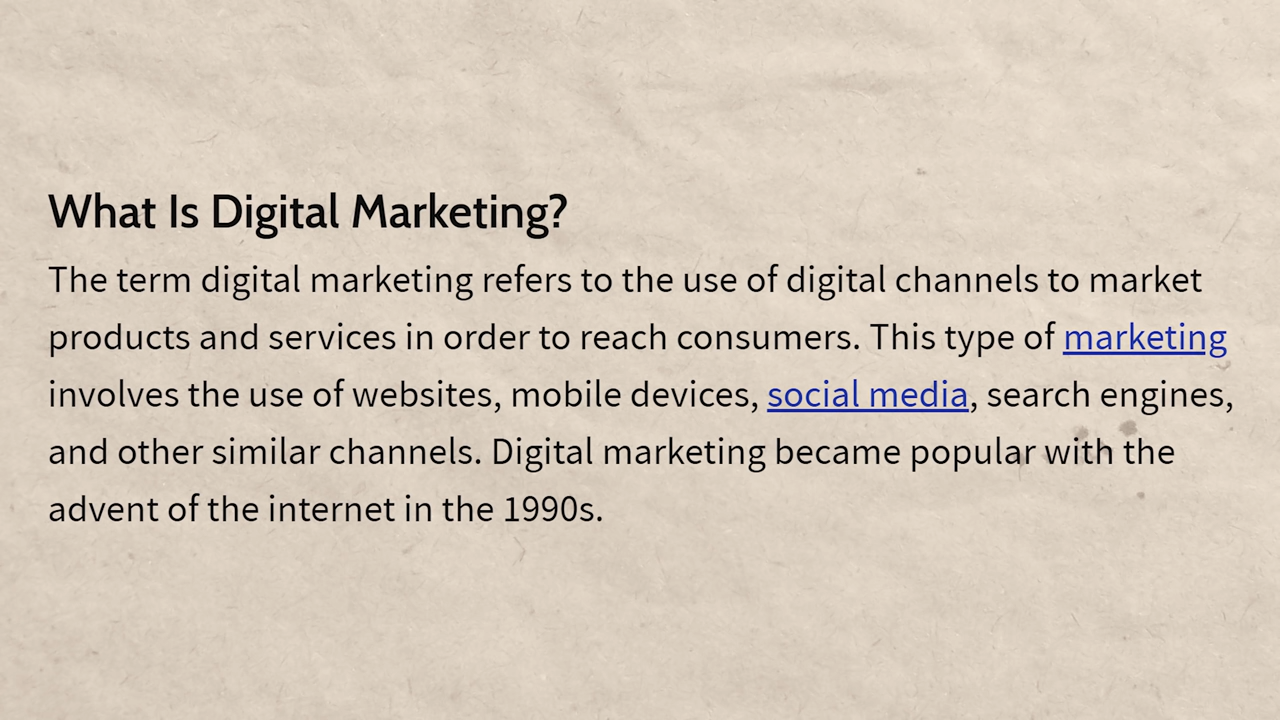 What Is Digital Marketing?
The term digital marketing refers to the use of digital channels to market
products and services in order to reach consumers. This type of marketing
involves the use of websites, mobile devices, social media, search engines,
and other similar channels. Digital marketing became popular with the
advent of the internet in the 1990s.